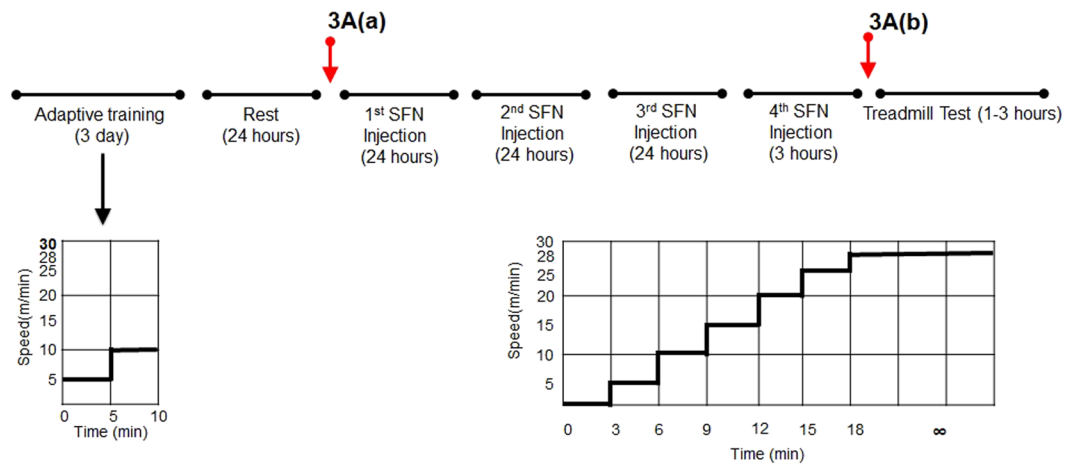 3A(a)
3A(b)
Adaptive training
(3 day)
Rest
(24 hours)
1st SFN
Injection
(24 hours)
2nd SFN
Injection
(24 hours)
3rd SFN
Injection
(24 hours)
4th SFN
Injection
(3 hours)
Treadmill Test (1-3 hours)
Speed(m/min)
30
28
25
20
15
10
5
0 5 10
Time (min)
Speed(m/min)
30
28
25
20
15
10
5
0 3 6 9 12 15 18 ∞
Time (min)